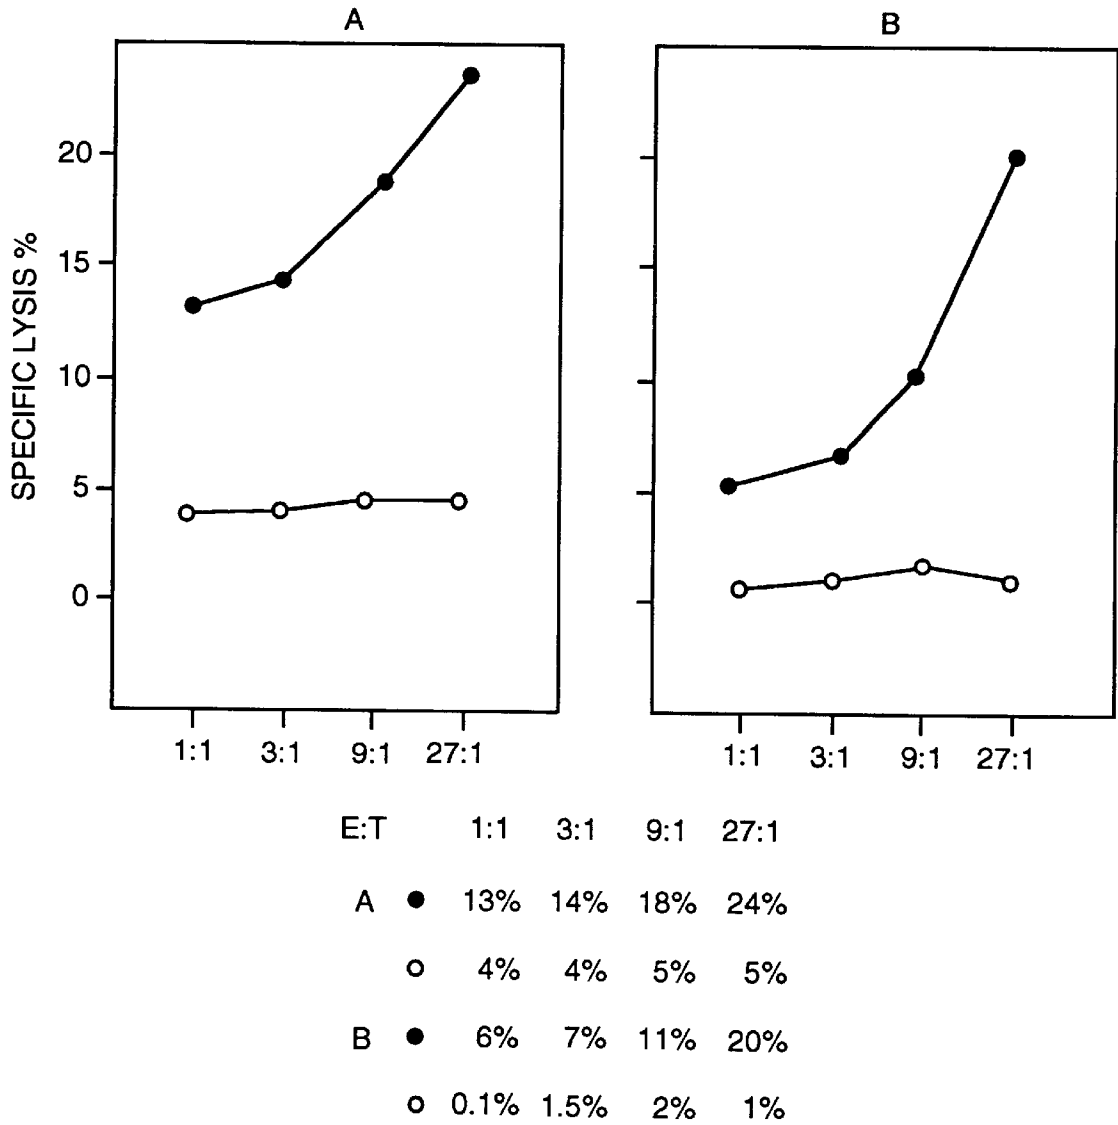 A
B
SPECIFIC LYSIS %
20
15
10
5
0
1:1 3:1 9:1 27:1
1:1 3:1 9:1 27:1
E:T 1:1 3:1 9:1 27:1
A ● 13% 14% 18% 24%
○ 4% 4% 5% 5%
B ● 6% 7% 11% 20%
○ 0.1% 1.5% 2% 1%